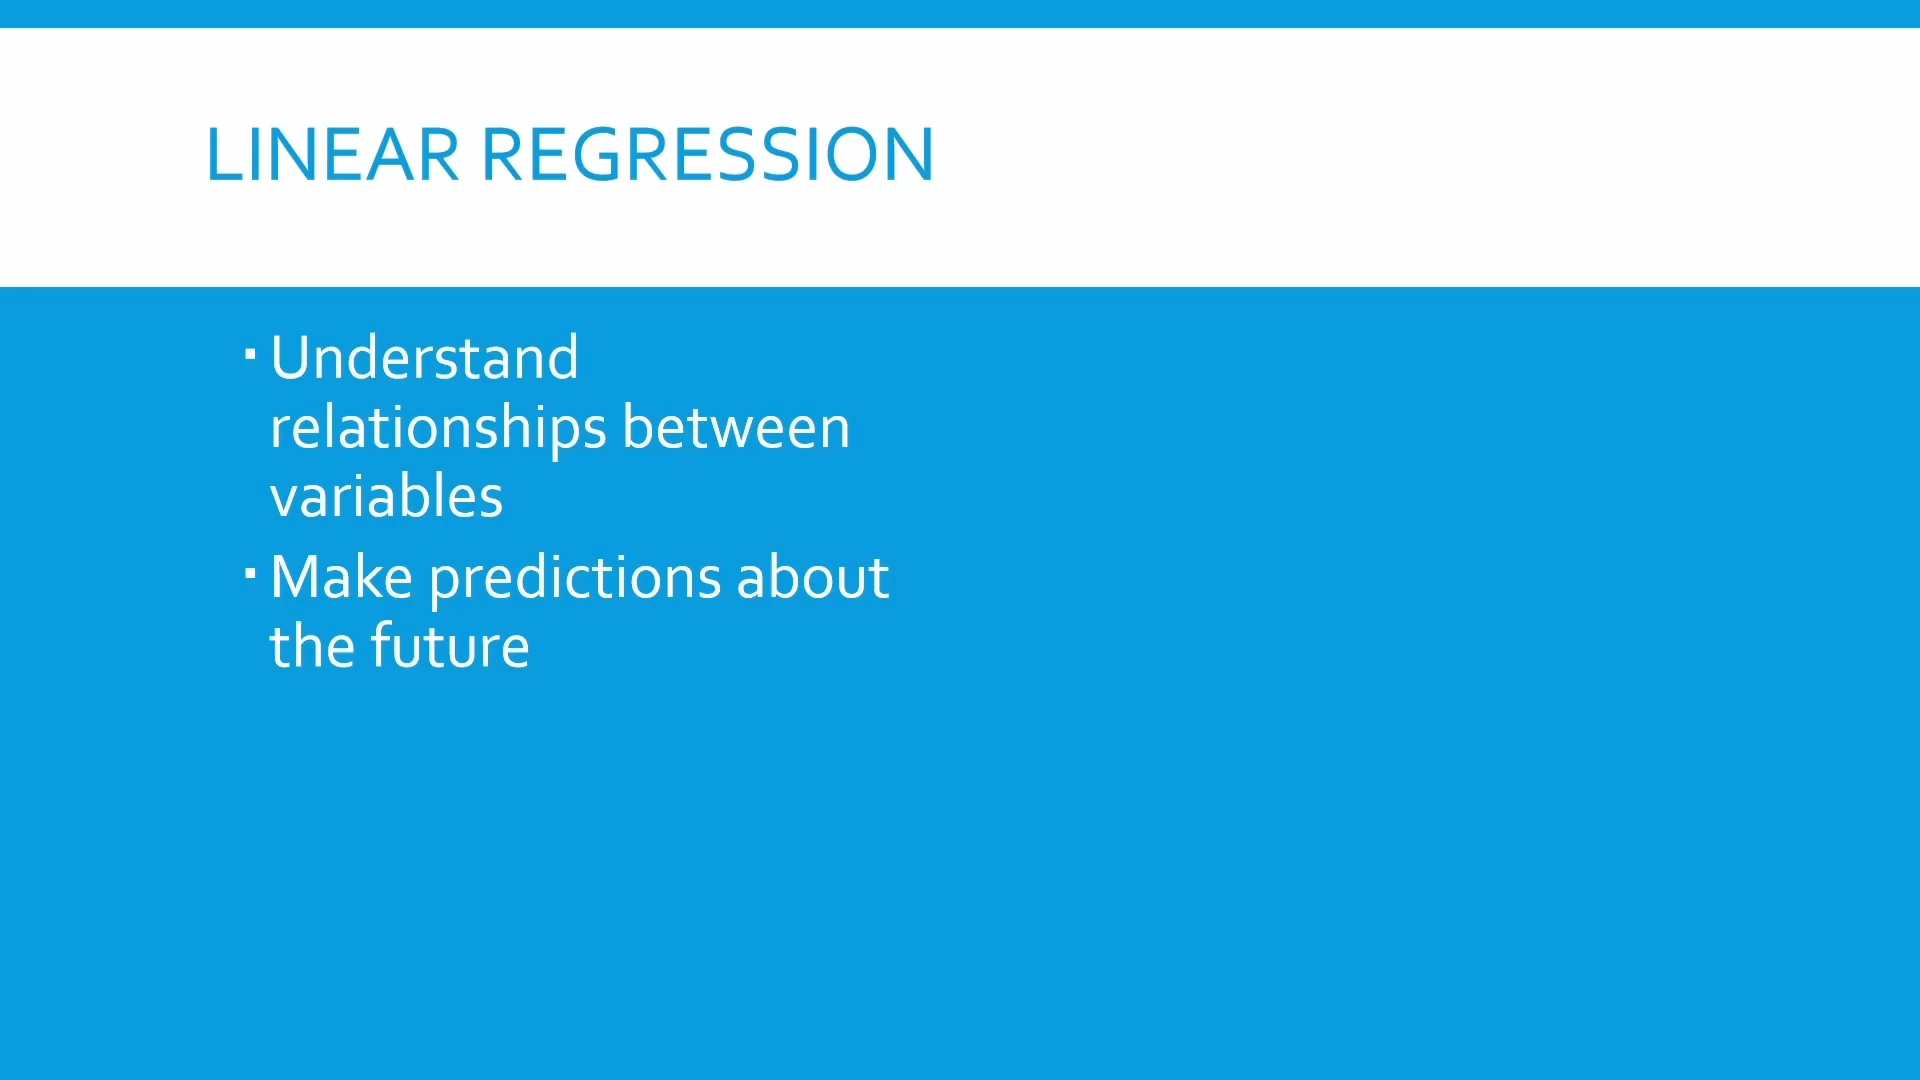 LINEAR REGRESSION
▪ Understand
relationships between
variables
▪ Make predictions about
the future